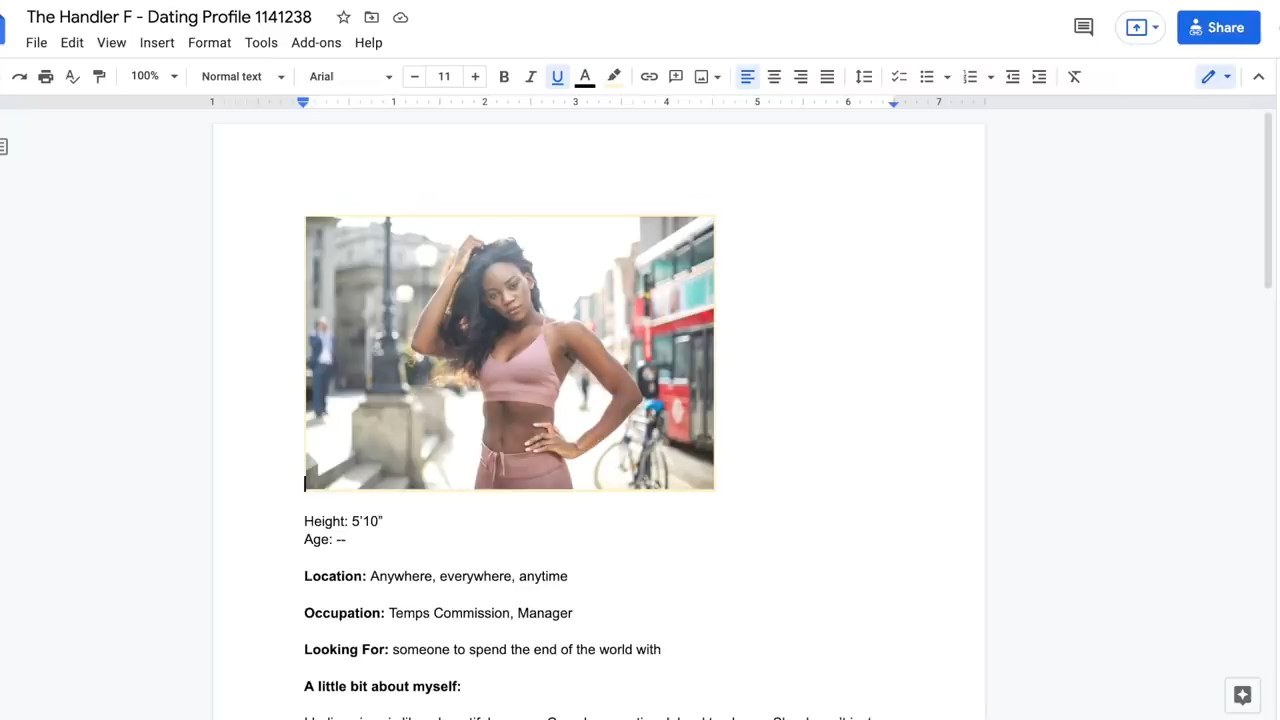 The Handler F - Dating Profile 1141238
File Edit View Insert Format Tools Add-ons Help
Share
100% Normal text Arial 11 B I U A
1 1 2 3 4 5 6 7
Height: 5'10”
Age: --
Location: Anywhere, everywhere, anytime
Occupation: Temps Commission, Manager
Looking For: someone to spend the end of the world with
A little bit about myself: